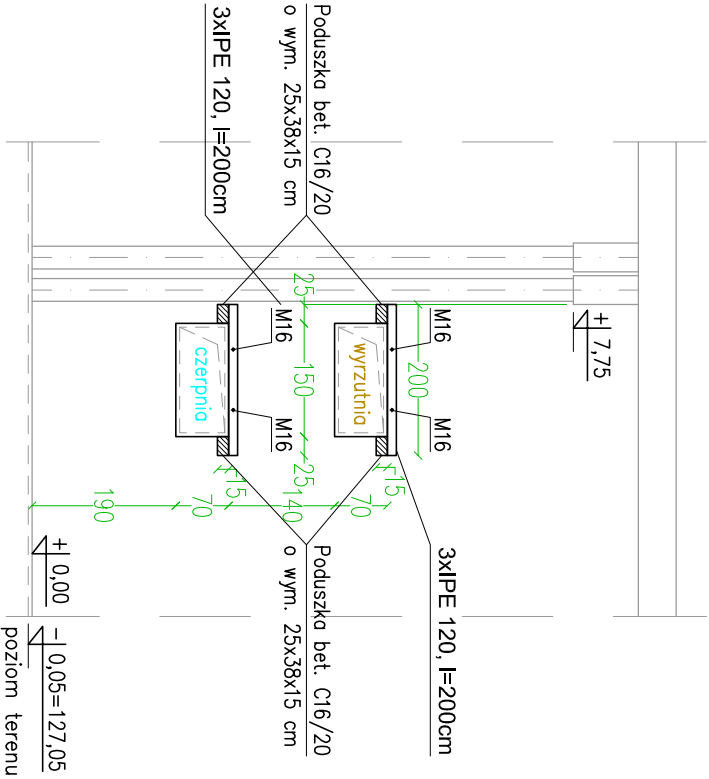 + 7,75
M16
M16
3xIPE 120, l=200cm
200
15
wyrzutnia
70
Poduszka bet. C16/20
o wym. 25x38x15 cm
25
150
25
140
Poduszka bet. C16/20
o wym. 25x38x15 cm
M16
M16
3xIPE 120, l=200cm
15
czerpnia
70
190
+ 0,00
- 0,05=127,05
poziom terenu